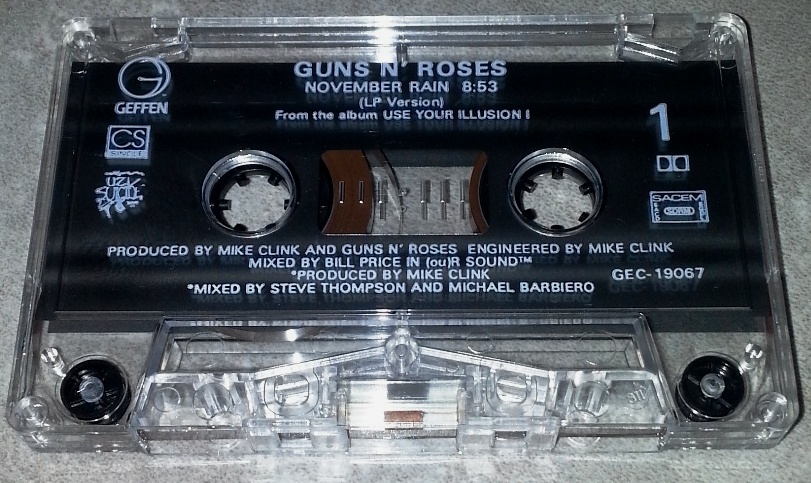 GUNS N' ROSES
NOVEMBER RAIN 8:53
(LP Version)
From the album USE YOUR ILLUSION I
G
GEFFEN
CS
SINGLE
1
SACEM
PRODUCED BY MIKE CLINK AND GUNS N' ROSES ENGINEERED BY MIKE CLINK
MIXED BY BILL PRICE IN (ou)R SOUND™
*PRODUCED BY MIKE CLINK
*MIXED BY STEVE THOMPSON AND MICHAEL BARBIERO
GEC-19067